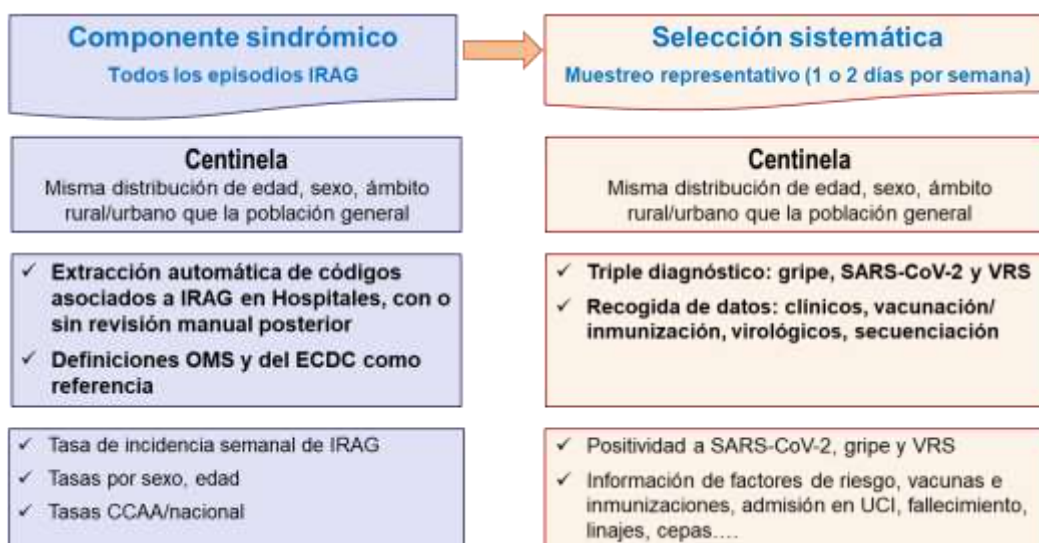 Componente sindrómico
Todos los episodios IRAG
Centinela
Misma distribución de edad, sexo, ámbito
rural/urbano que la población general
✓ Extracción automática de códigos
asociados a IRAG en Hospitales, con o
sin revisión manual posterior
✓ Definiciones OMS y del ECDC como
referencia
✓ Tasa de incidencia semanal de IRAG
✓ Tasas por sexo, edad
✓ Tasas CCAA/nacional
Selección sistemática
Muestreo representativo (1 o 2 días por semana)
Centinela
Misma distribución de edad, sexo, ámbito
rural/urbano que la población general
✓ Triple diagnóstico: gripe, SARS-CoV-2 y VRS
✓ Recogida de datos: clínicos, vacunación/
inmunización, virológicos, secuenciación
✓ Positividad a SARS-CoV-2, gripe y VRS
✓ Información de factores de riesgo, vacunas e
inmunizaciones, admisión en UCI, fallecimiento,
linajes, cepas….